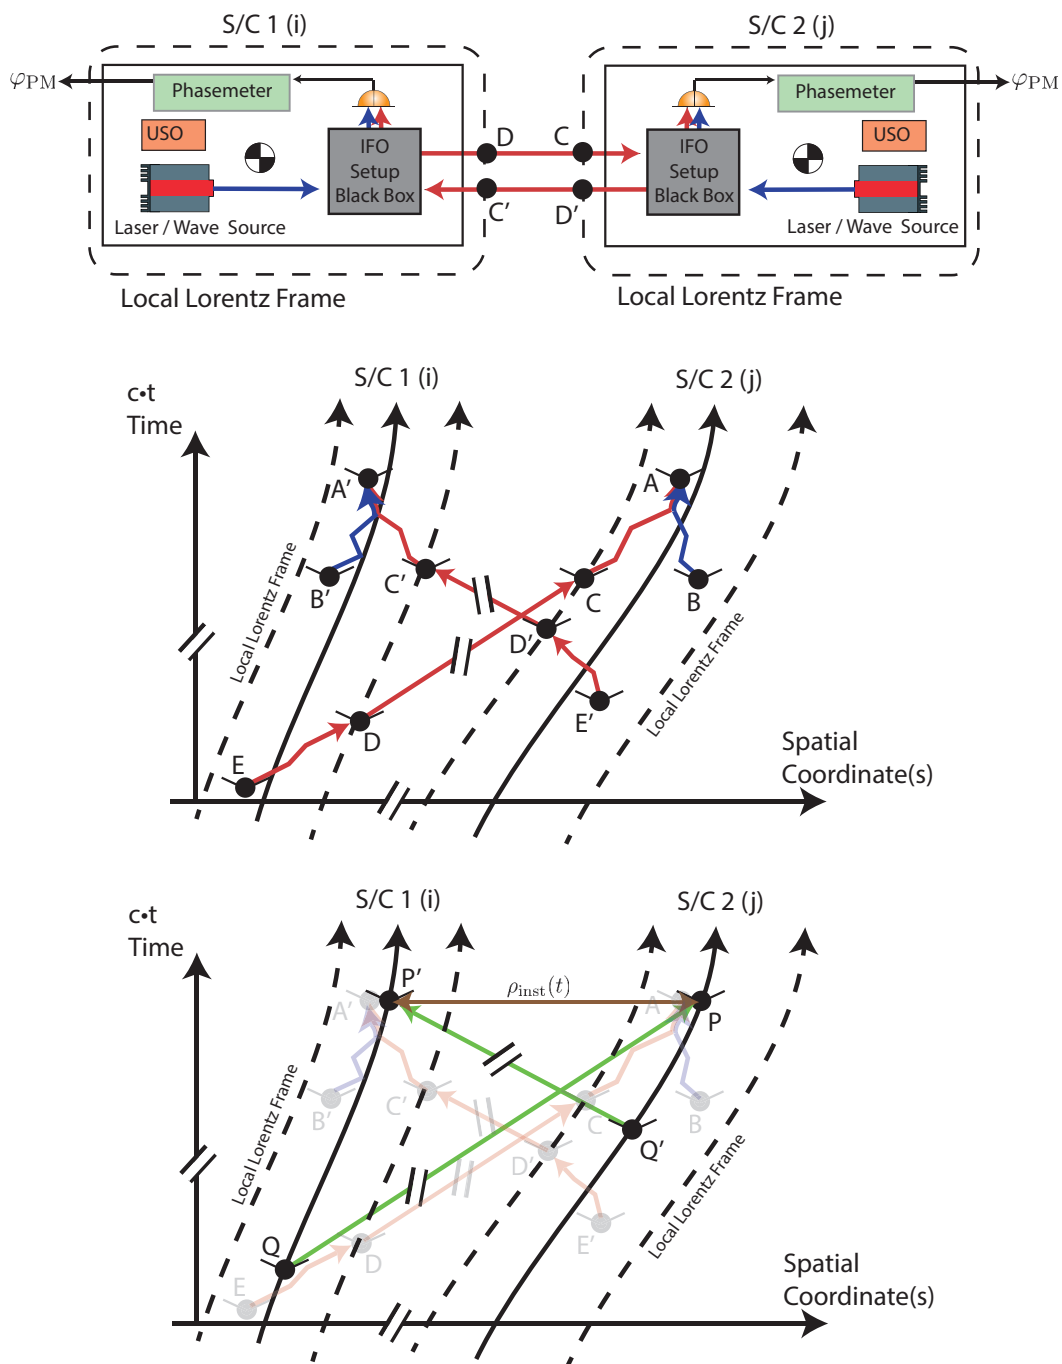 S/C 1 (i)
S/C 2 (j)
φPM
Phasemeter
USO
IFO
Setup
Black Box
Laser / Wave Source
D
C
C'
D'
Phasemeter
φPM
USO
IFO
Setup
Black Box
Laser / Wave Source
Local Lorentz Frame
Local Lorentz Frame
S/C 1 (i)
S/C 2 (j)
c•t
Time
A'
A
B'
C'
C
B
D'
E'
D
E
Local Lorentz Frame
Local Lorentz Frame
Spatial
Coordinate(s)
S/C 1 (i)
S/C 2 (j)
c•t
Time
P'
ρinst(t)
A'
A
P
B'
C'
C
B
D'
Q'
E'
Q
D
E
Local Lorentz Frame
Local Lorentz Frame
Spatial
Coordinate(s)